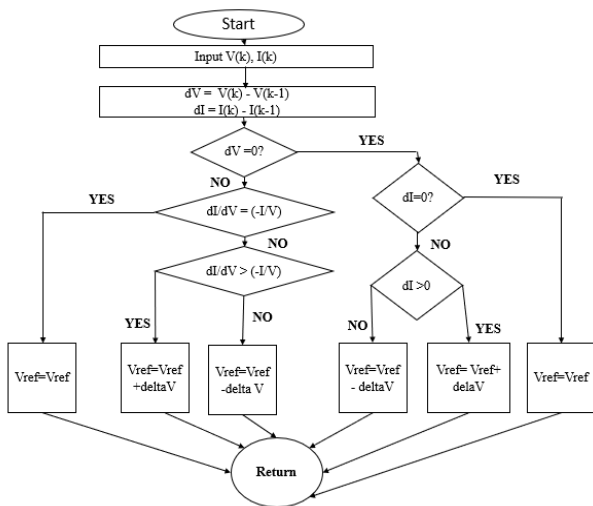 Start
Input V(k), I(k)
dV = V(k) - V(k-1)
dI = I(k) - I(k-1)
dV =0?
YES
NO
YES
dI/dV = (-I/V)
dI=0?
YES
NO
NO
dI/dV > (-I/V)
dI >0
YES
NO
NO
YES
Vref=Vref
Vref=Vref
+deltaV
Vref=Vref
-delta V
Vref=Vref
- deltaV
Vref= Vref+
delaV
Vref=Vref
Return